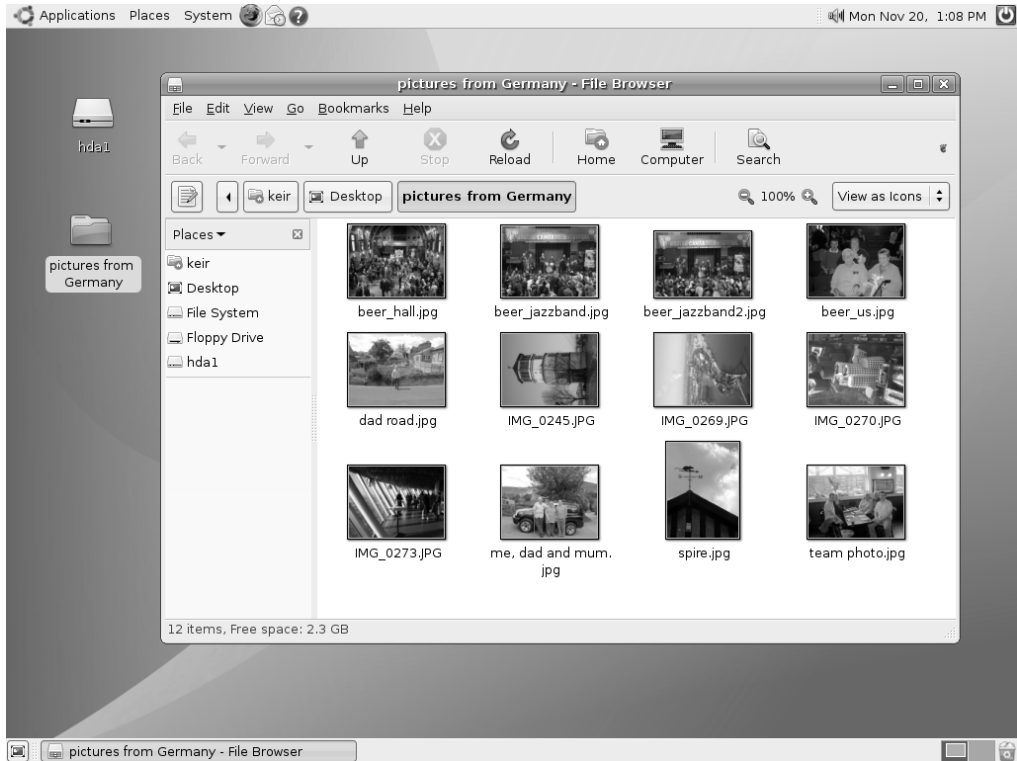 Applications Places System ? Mon Nov 20, 1:08 PM
pictures from Germany - File Browser
hda1
File Edit View Go Bookmarks Help
Back Forward Up Stop Reload Home Computer Search
keir Desktop pictures from Germany 100% View as Icons
pictures from
Germany
Places
keir
Desktop
File System
Floppy Drive
hda1
beer_hall.jpg beer_jazzband.jpg beer_jazzband2.jpg beer_us.jpg
dad road.jpg IMG_0245.JPG IMG_0269.JPG IMG_0270.JPG
IMG_0273.JPG me, dad and mum. spire.jpg team photo.jpg
jpg
12 items, Free space: 2.3 GB
pictures from Germany - File Browser